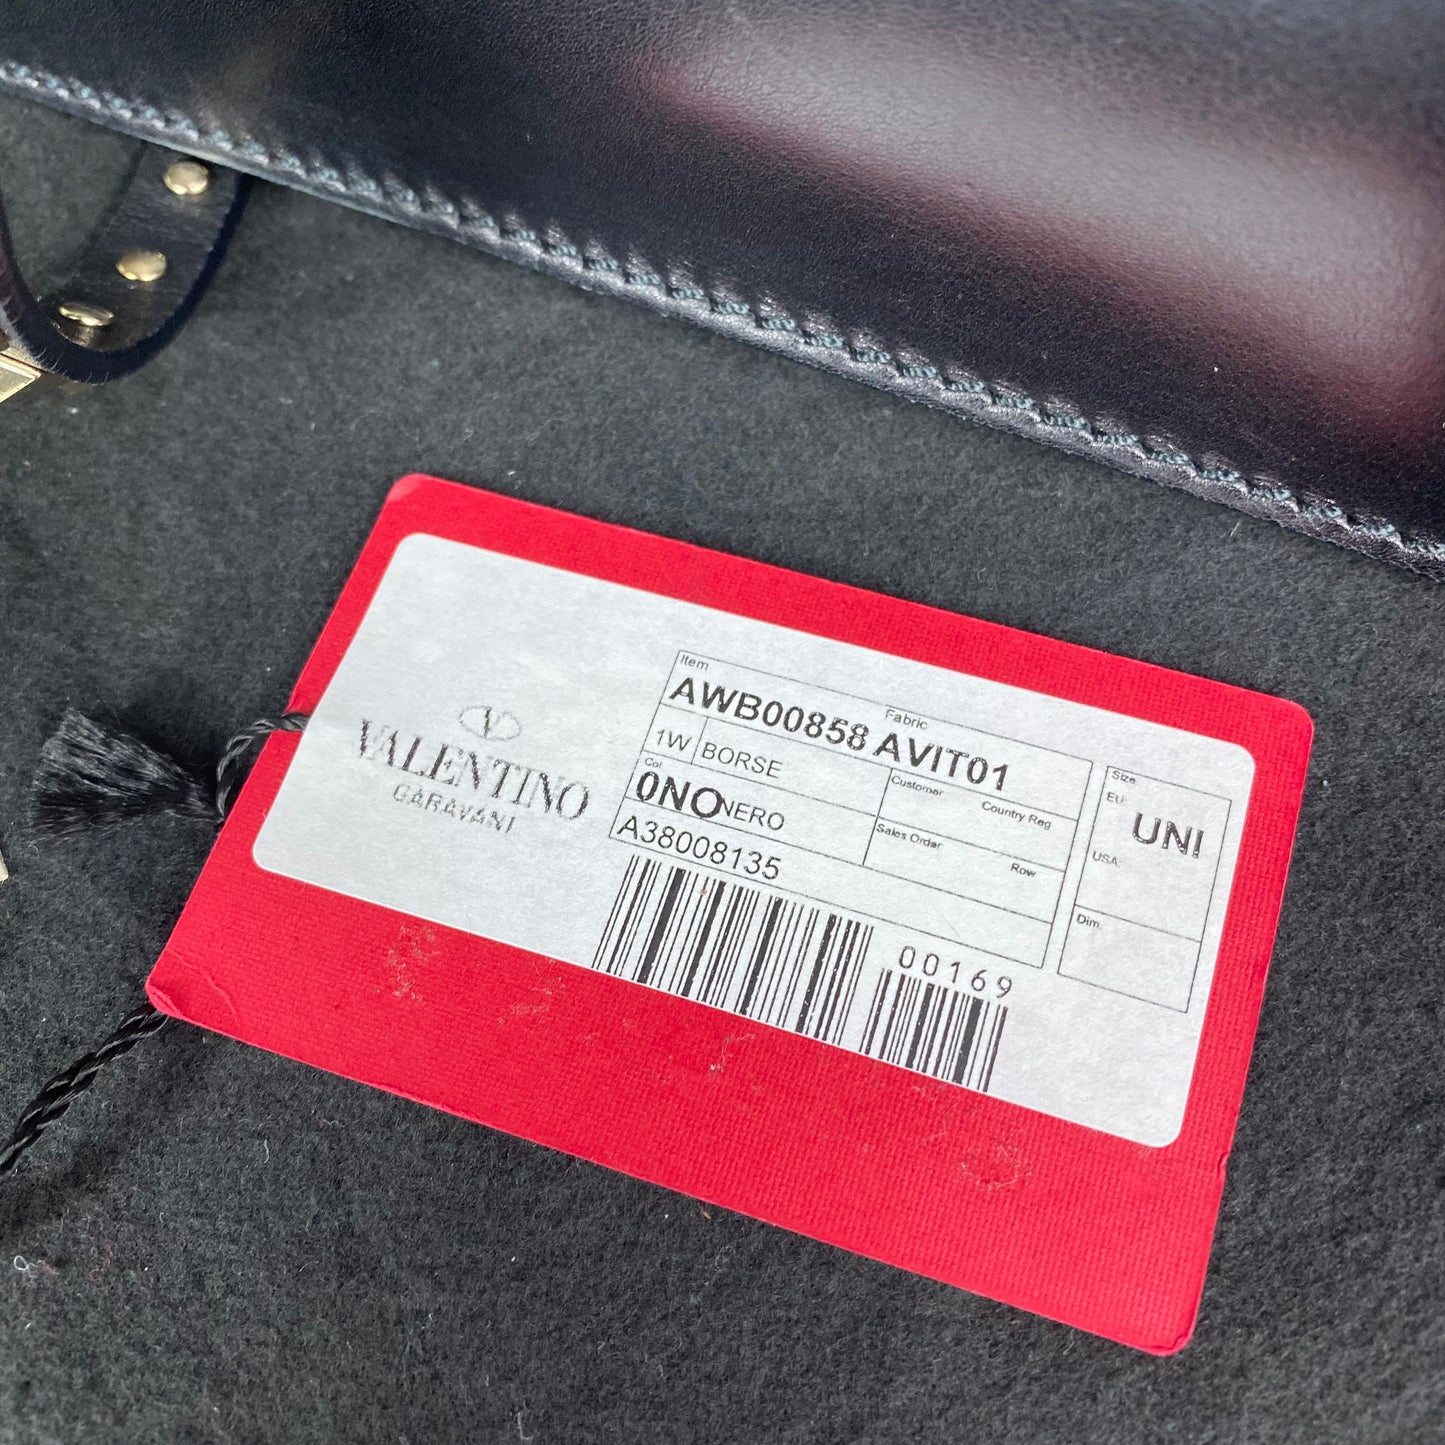 V
VALENTINO
GARAVANI
Item
Fabric
AWB00858 AVIT01
1W BORSE
Col
0NO NERO
A38008135
Customer
Country Reg
Sales Order
Row
00169
Size
EU:
UNI
USA:
Dim.